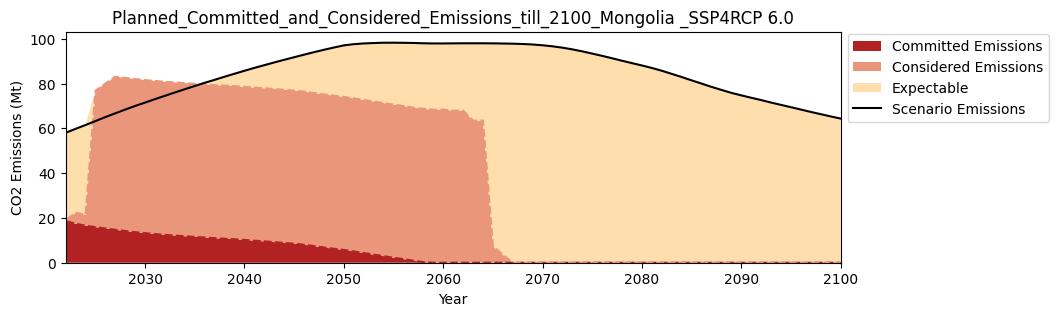 Planned_Committed_and_Considered_Emissions_till_2100_Mongolia _SSP4RCP 6.0
100
80
60
40
20
0
CO2 Emissions (Mt)
2030
2040
2050
2060
2070
2080
2090
2100
Year
Committed Emissions
Considered Emissions
Expectable
Scenario Emissions